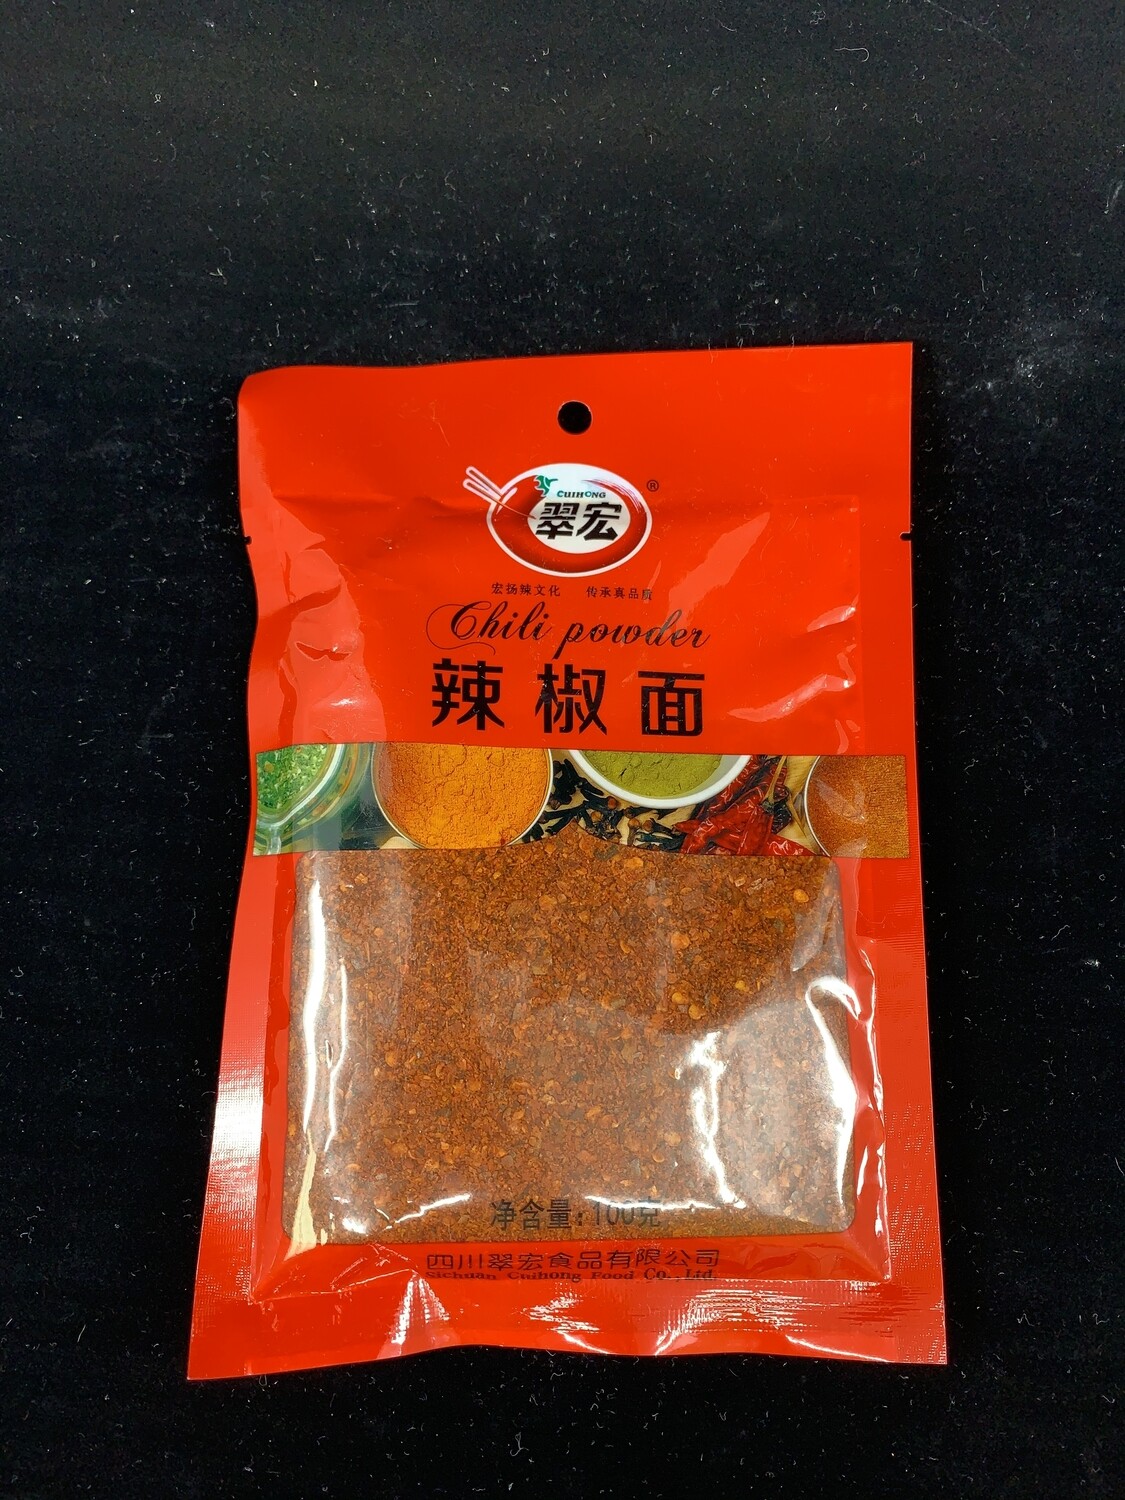 CUIHONG
翠宏
®
宏扬辣文化 传承真品质
Chili powder
辣椒面
净含量:100克
四川翠宏食品有限公司
Sichuan Cuihong Food Co.,Ltd.